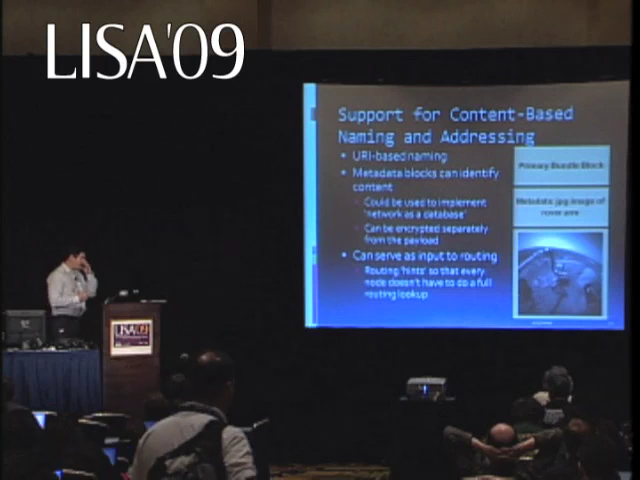 LISA'09
Support for Content-Based
Naming and Addressing
URI-based naming
Metadata blocks can identify
content
Could be used to implement
'network as a database'
Can be encrypted separately
from the payload
Can serve as input to routing
Routing 'hints' so that every
node doesn't have to do a full
routing lookup
Primary Bundle Block
Metadata: jpg image of
rover arm
LISA'09